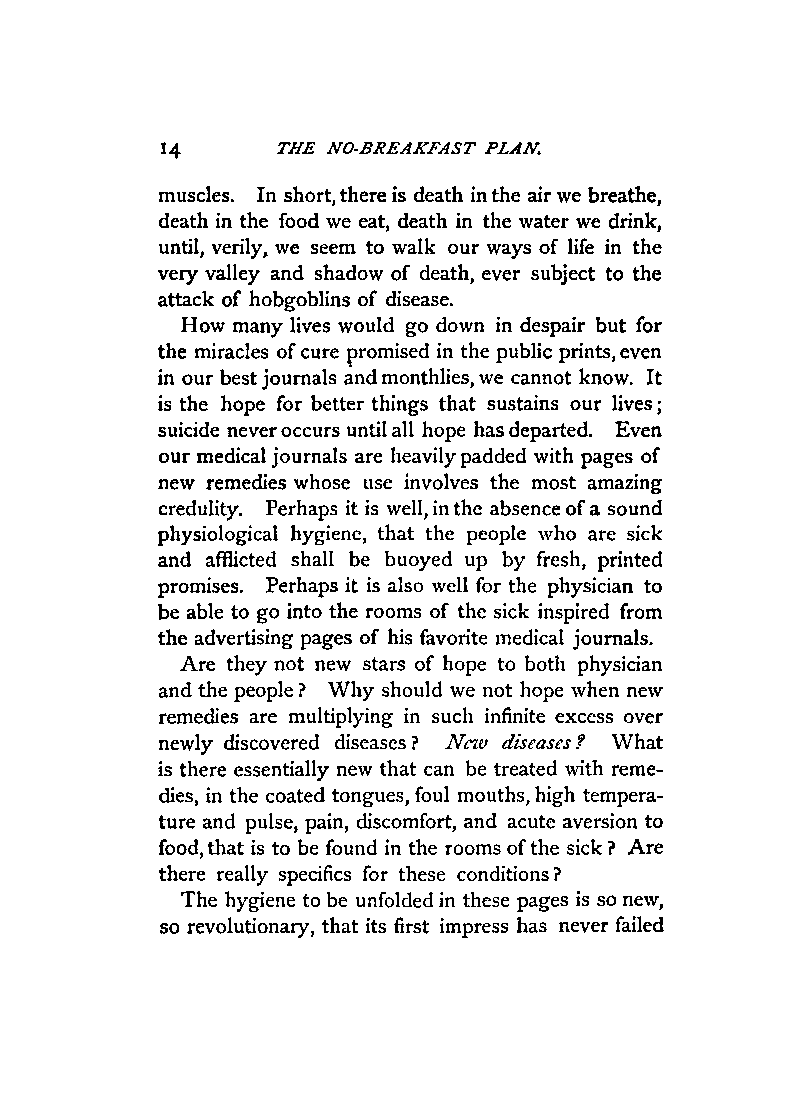 14 THE NO-BREAKFAST PLAN.
muscles. In short, there is death in the air we breathe,
death in the food we eat, death in the water we drink,
until, verily, we seem to walk our ways of life in the
very valley and shadow of death, ever subject to the
attack of hobgoblins of disease.
How many lives would go down in despair but for
the miracles of cure promised in the public prints, even
in our best journals and monthlies, we cannot know. It
is the hope for better things that sustains our lives;
suicide never occurs until all hope has departed. Even
our medical journals are heavily padded with pages of
new remedies whose use involves the most amazing
credulity. Perhaps it is well, in the absence of a sound
physiological hygiene, that the people who are sick
and afflicted shall be buoyed up by fresh, printed
promises. Perhaps it is also well for the physician to
be able to go into the rooms of the sick inspired from
the advertising pages of his favorite medical journals.
Are they not new stars of hope to both physician
and the people? Why should we not hope when new
remedies are multiplying in such infinite excess over
newly discovered diseases? New diseases? What
is there essentially new that can be treated with reme-
dies, in the coated tongues, foul mouths, high tempera-
ture and pulse, pain, discomfort, and acute aversion to
food, that is to be found in the rooms of the sick? Are
there really specifics for these conditions?
The hygiene to be unfolded in these pages is so new,
so revolutionary, that its first impress has never failed